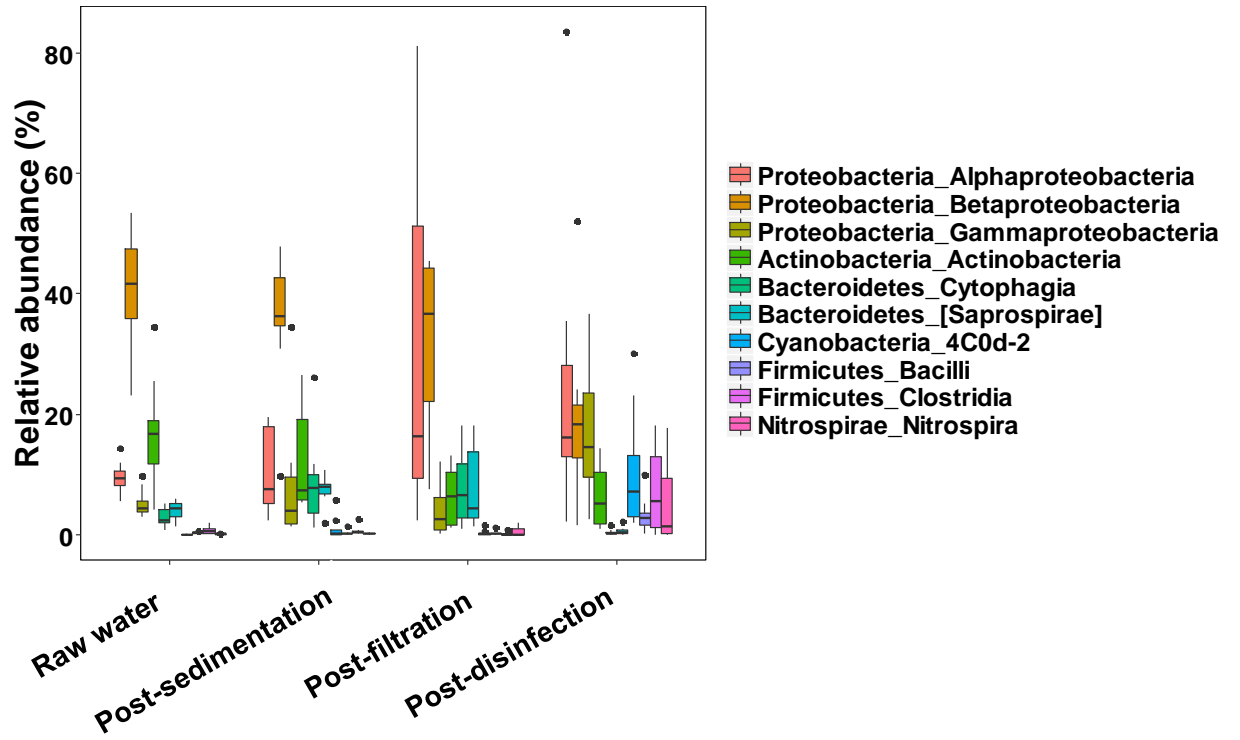 Relative abundance (%)
80
60
40
20
0
Raw water
Post-sedimentation
Post-filtration
Post-disinfection
Proteobacteria_Alphaproteobacteria
Proteobacteria_Betaproteobacteria
Proteobacteria_Gammaproteobacteria
Actinobacteria_Actinobacteria
Bacteroidetes_Cytophagia
Bacteroidetes_[Saprospirae]
Cyanobacteria_4C0d-2
Firmicutes_Bacilli
Firmicutes_Clostridia
Nitrospirae_Nitrospira